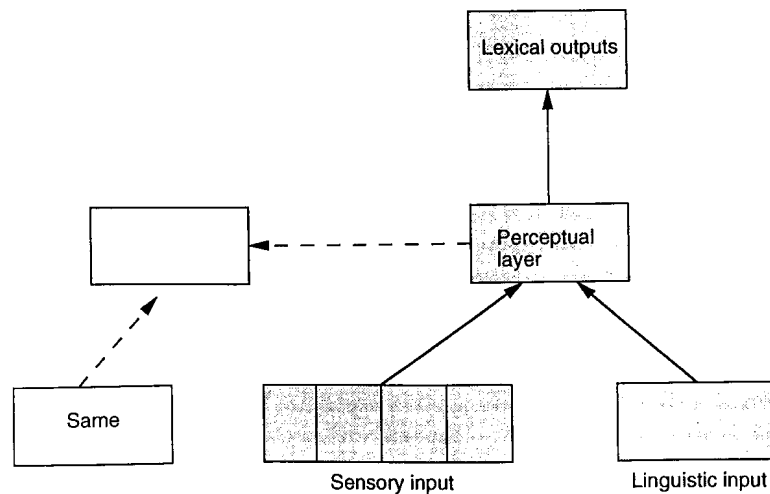 Lexical outputs
Perceptual
layer
Same
Sensory input
Linguistic input